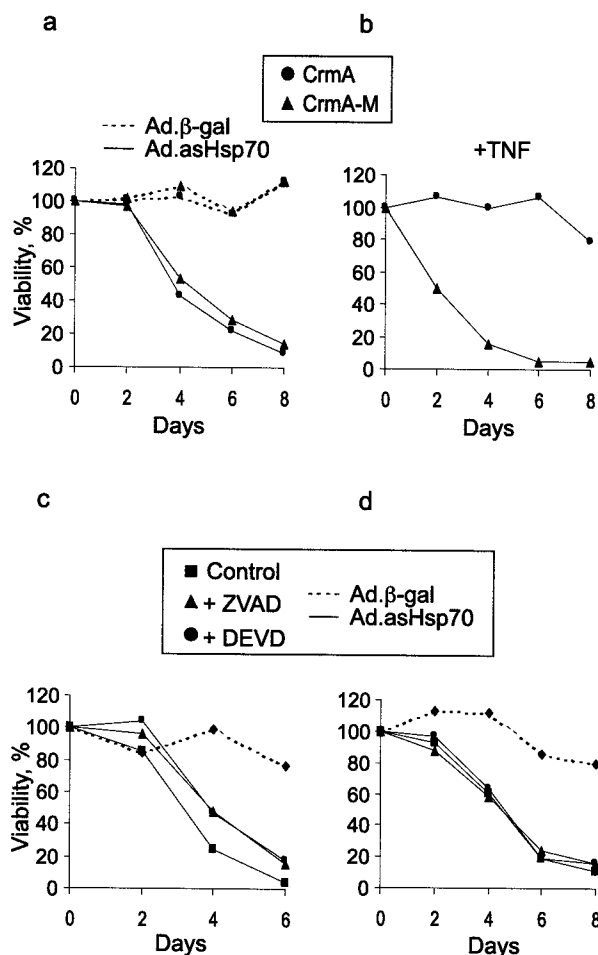 a
b
CrmA
CrmA-M
Ad.β-gal
Ad.asHsp70
+TNF
Viability, %
120
100
80
60
40
20
0
0 2 4 6 8
Days
120
100
80
60
40
20
0
0 2 4 6 8
Days
c
d
Control
+ ZVAD
+ DEVD
Ad.β-gal
Ad.asHsp70
Viability, %
120
100
80
60
40
20
0
0 2 4 6
Days
120
100
80
60
40
20
0
0 2 4 6 8
Days